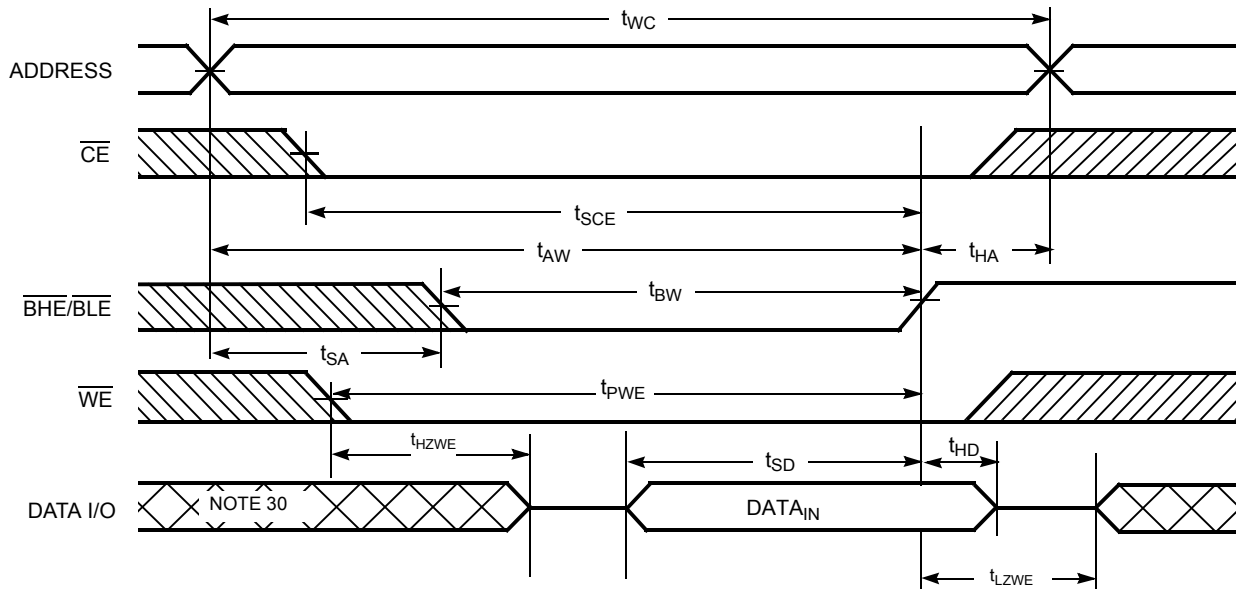 tWC
ADDRESS
CE
tSCE
tAW
tHA
BHE/BLE
tBW
tSA
WE
tPWE
tHZWE
tSD
tHD
DATA I/O
NOTE 30
DATAIN
tLZWE